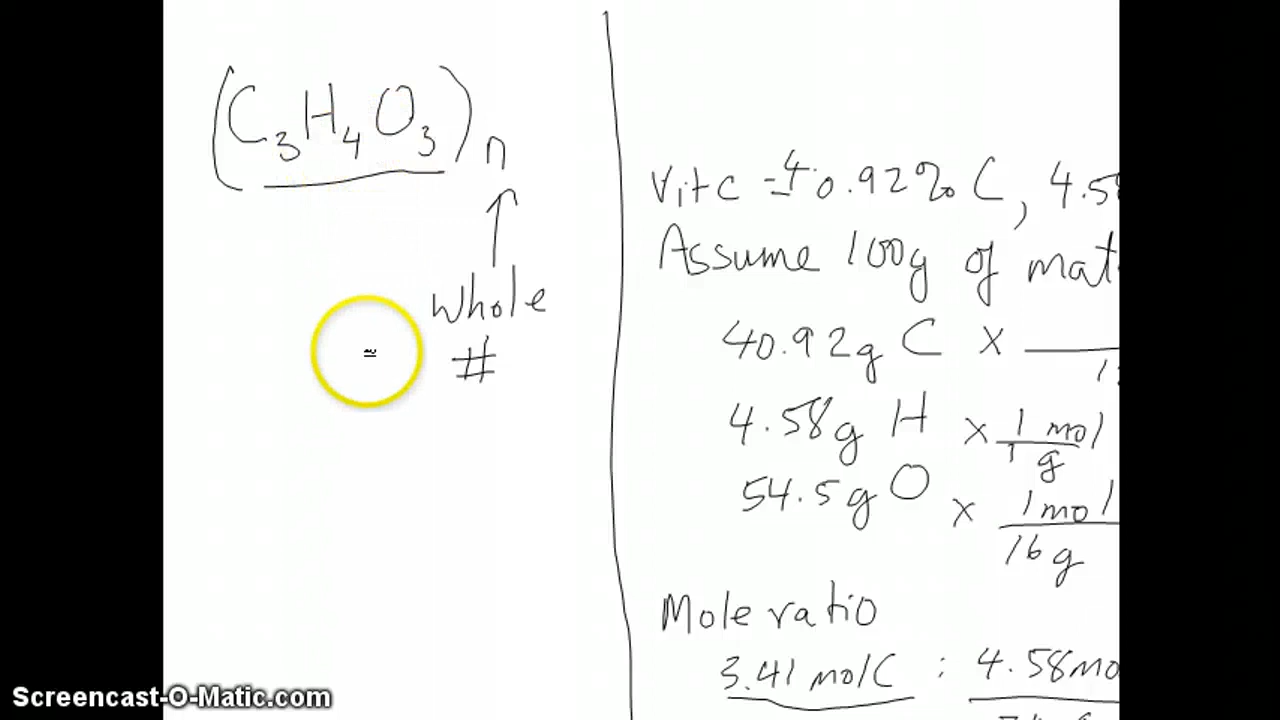 (C3H4O3)n
whole
#
Vit C = 40.92% C, 4.58
Assume 100g of mat
40.92g C x
4.58g H x 1 mol
1 g
54.5g O x 1 mol
16 g
Mole ratio
3.41 mol C : 4.58 mo
Screencast-O-Matic.com